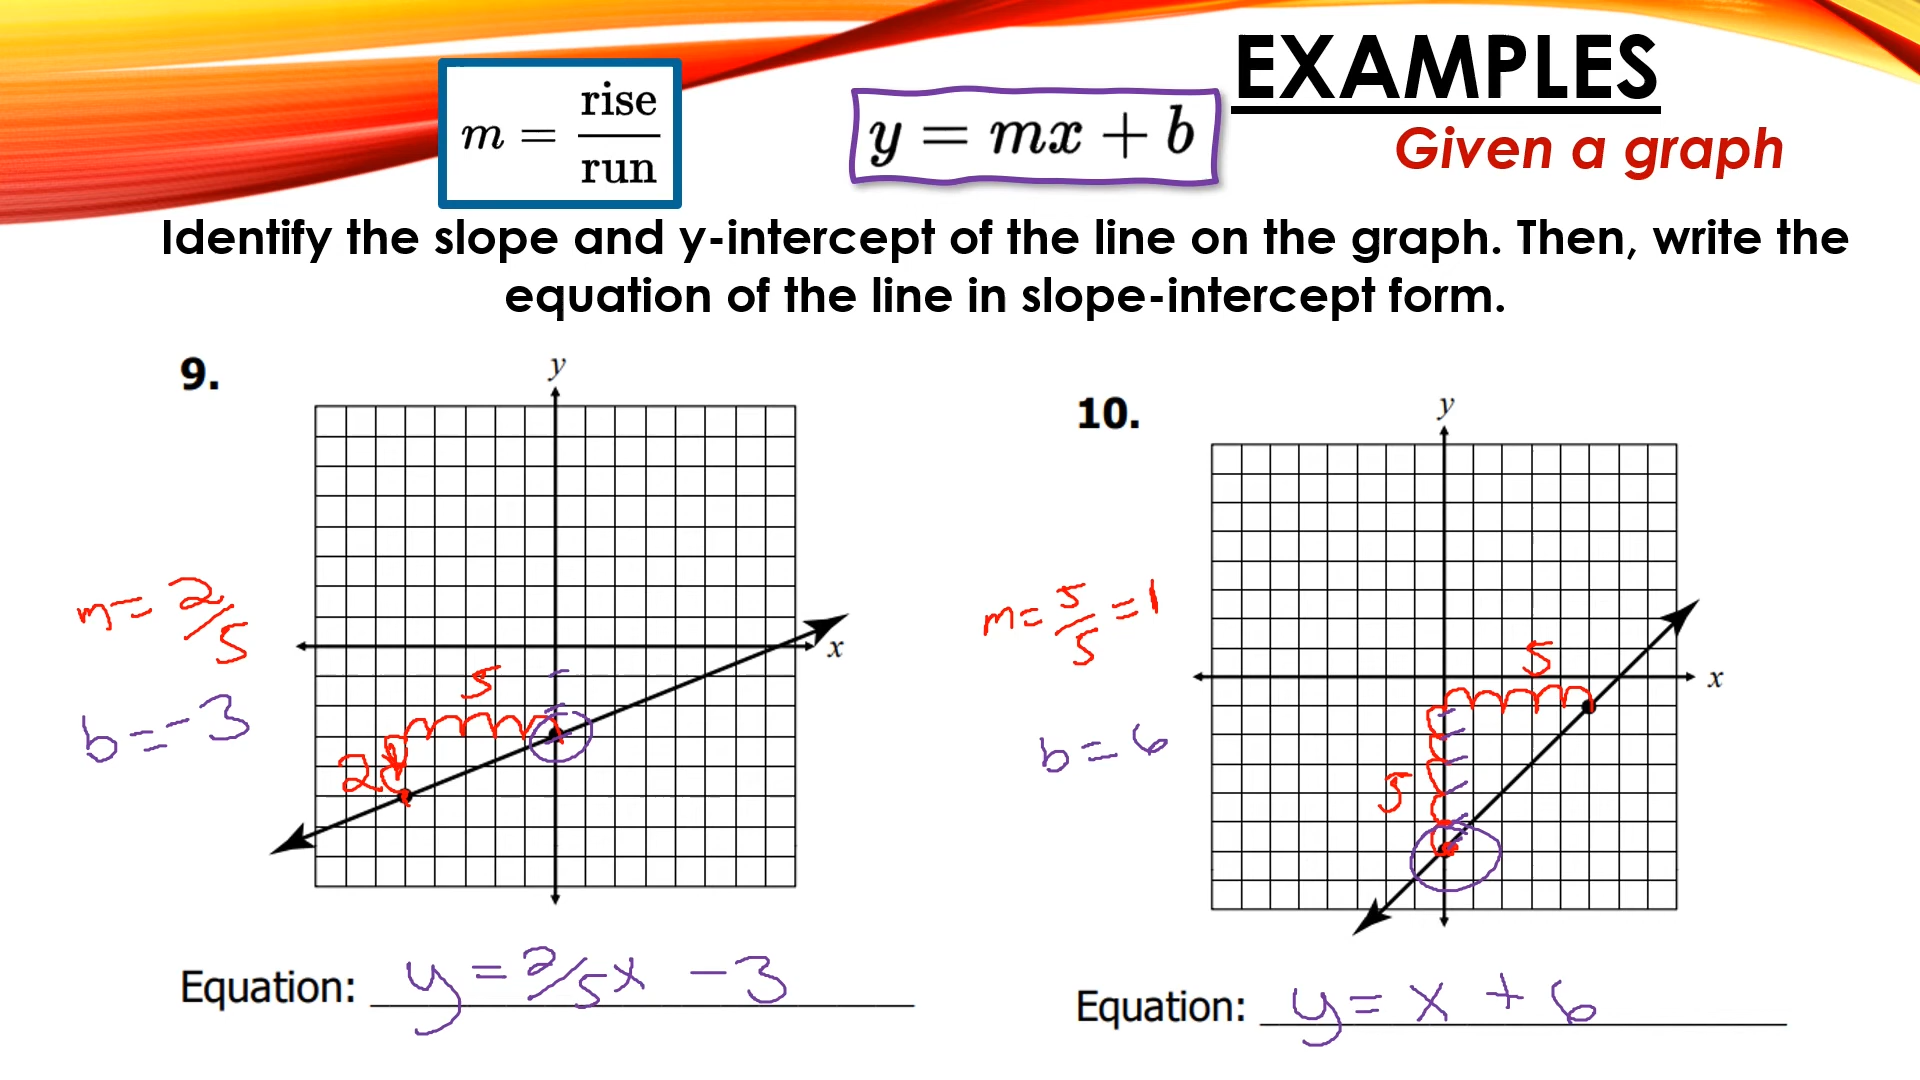 EXAMPLES
Given a graph
m = rise/run
y = mx + b
Identify the slope and y-intercept of the line on the graph. Then, write the
equation of the line in slope-intercept form.
9.
y
x
5
2
m = 2/5
b = -3
Equation: y = 2/5x - 3
10.
y
x
5
5
m = 5/5 = 1
b = 6
Equation: y = x + 6